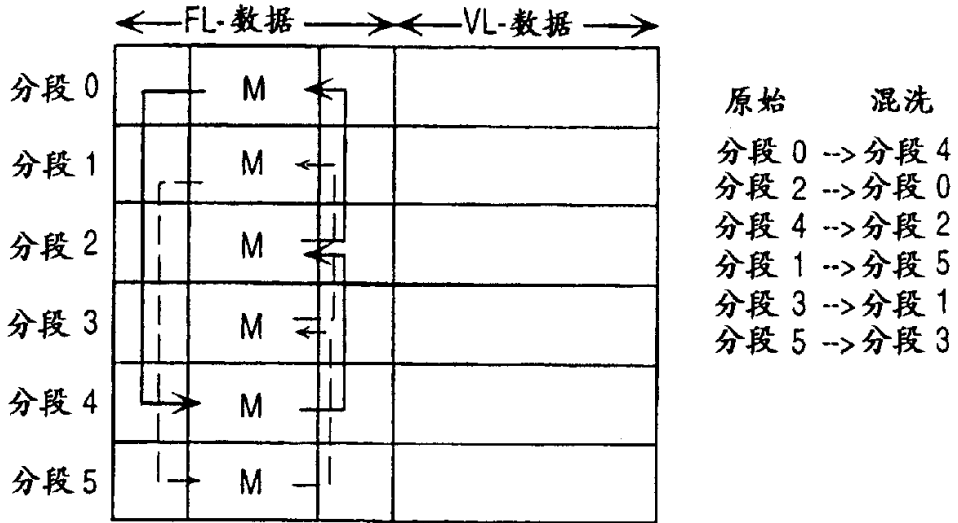 FL-数据 VL-数据
分段 0 M
分段 1 M
分段 2 M
分段 3 M
分段 4 M
分段 5 M
原始 混洗
分段 0 --> 分段 4
分段 2 --> 分段 0
分段 4 --> 分段 2
分段 1 --> 分段 5
分段 3 --> 分段 1
分段 5 --> 分段 3